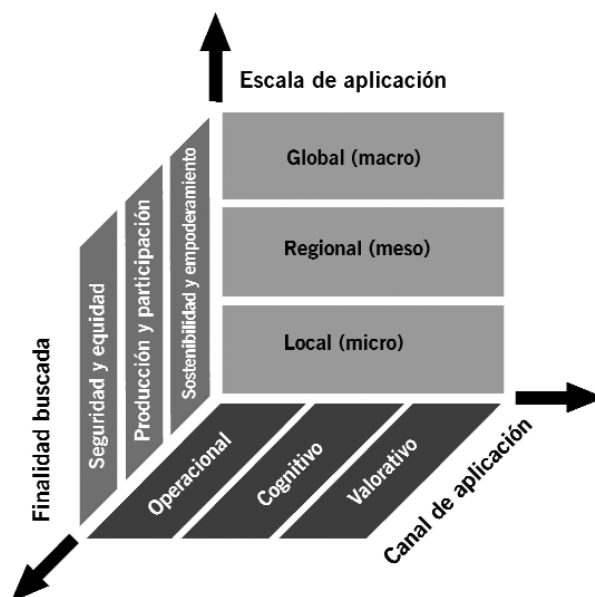 Escala de aplicación
Global (macro)
Regional (meso)
Local (micro)
Finalidad buscada
Seguridad y equidad
Producción y participación
Sostenibilidad y empoderamiento
Operacional
Cognitivo
Valorativo
Canal de aplicación